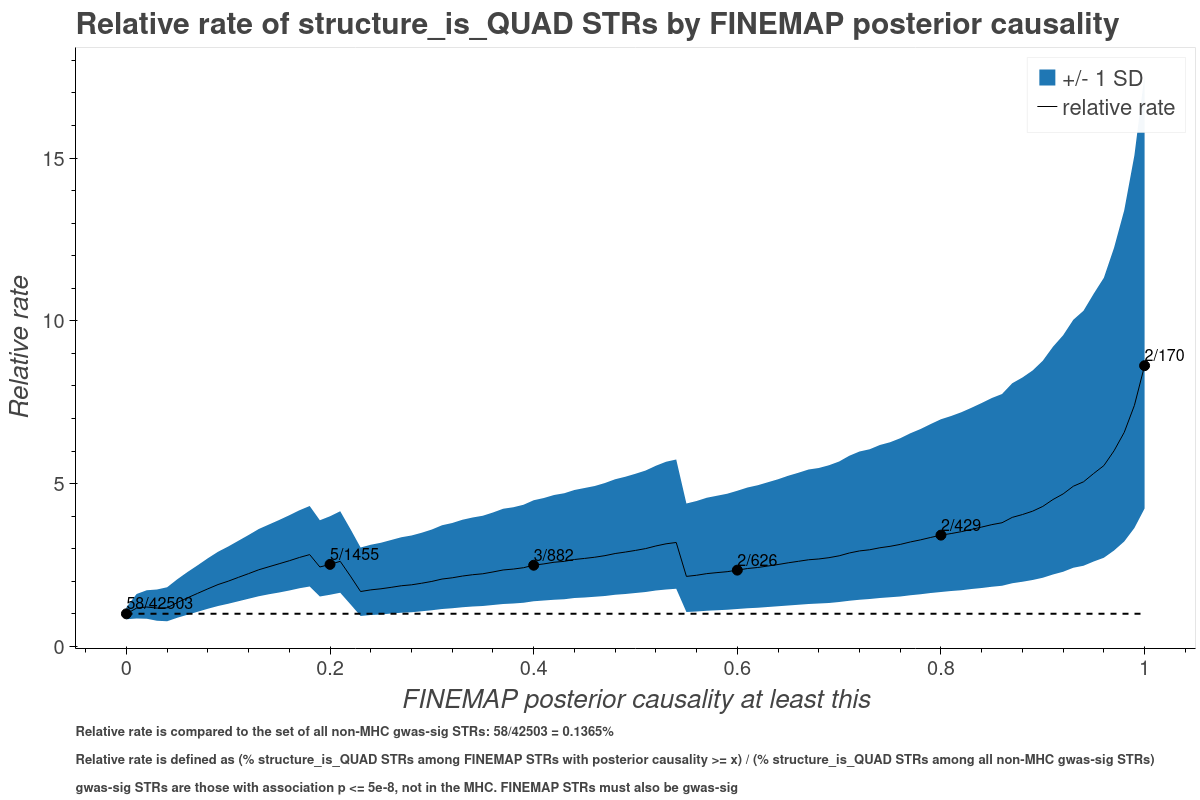 Relative rate of structure_is_QUAD STRs by FINEMAP posterior causality
+/- 1 SD
relative rate
15
10
5
0
Relative rate
58/42503
5/1455
3/882
2/626
2/429
2/170
0
0.2
0.4
0.6
0.8
1
FINEMAP posterior causality at least this
Relative rate is compared to the set of all non-MHC gwas-sig STRs: 58/42503 = 0.1365%
Relative rate is defined as (% structure_is_QUAD STRs among FINEMAP STRs with posterior causality >= x) / (% structure_is_QUAD STRs among all non-MHC gwas-sig STRs)
gwas-sig STRs are those with association p <= 5e-8, not in the MHC. FINEMAP STRs must also be gwas-sig